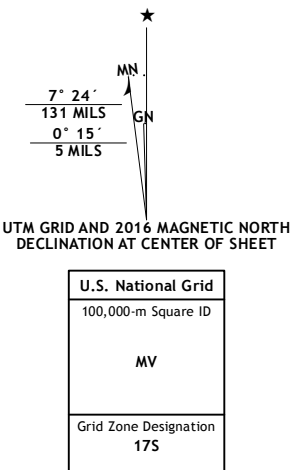 MN
7° 24´
131 MILS
GN
0° 15´
5 MILS
UTM GRID AND 2016 MAGNETIC NORTH
DECLINATION AT CENTER OF SHEET
U.S. National Grid
100,000-m Square ID
MV
Grid Zone Designation
17S